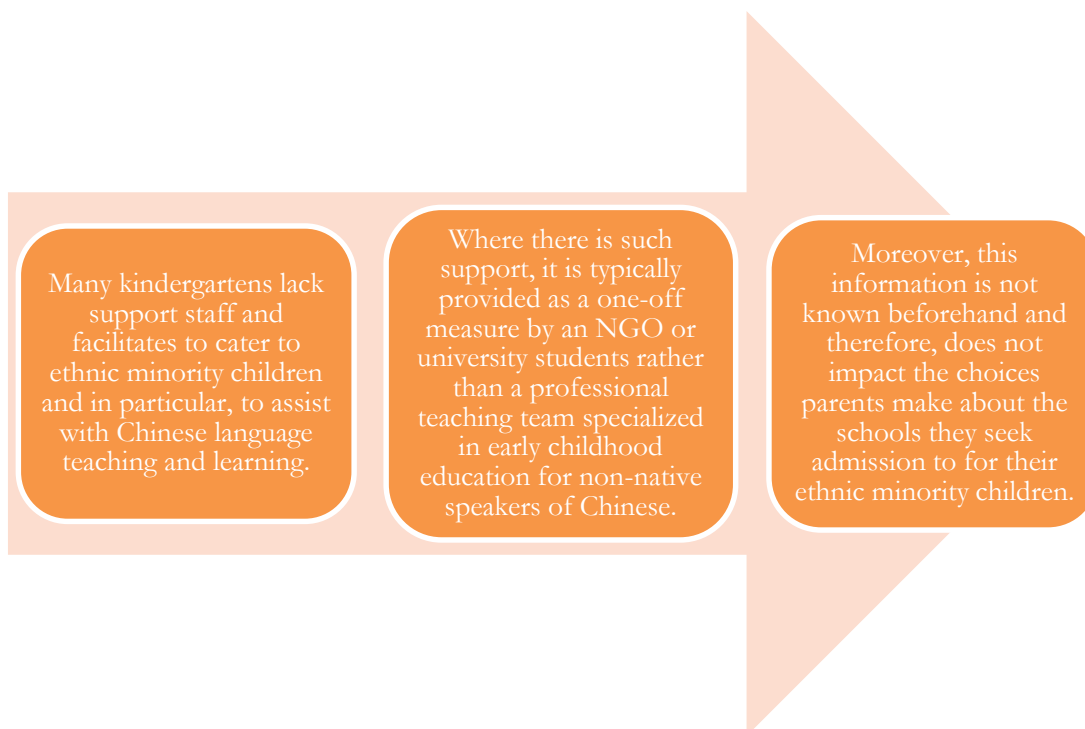 Many kindergartens lack
support staff and
facilitates to cater to
ethnic minority children
and in particular, to assist
with Chinese language
teaching and learning.
Where there is such
support, it is typically
provided as a one-off
measure by an NGO or
university students rather
than a professional
teaching team specialized
in early childhood
education for non-native
speakers of Chinese.
Moreover, this
information is not
known beforehand and
therefore, does not
impact the choices
parents make about the
schools they seek
admission to for their
ethnic minority children.